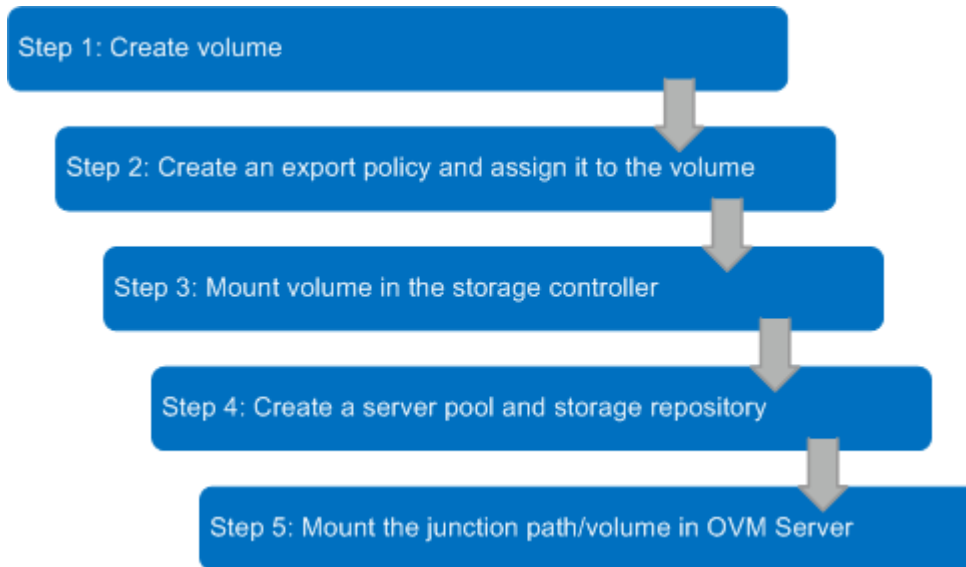 Step 1: Create volume
Step 2: Create an export policy and assign it to the volume
Step 3: Mount volume in the storage controller
Step 4: Create a server pool and storage repository
Step 5: Mount the junction path/volume in OVM Server